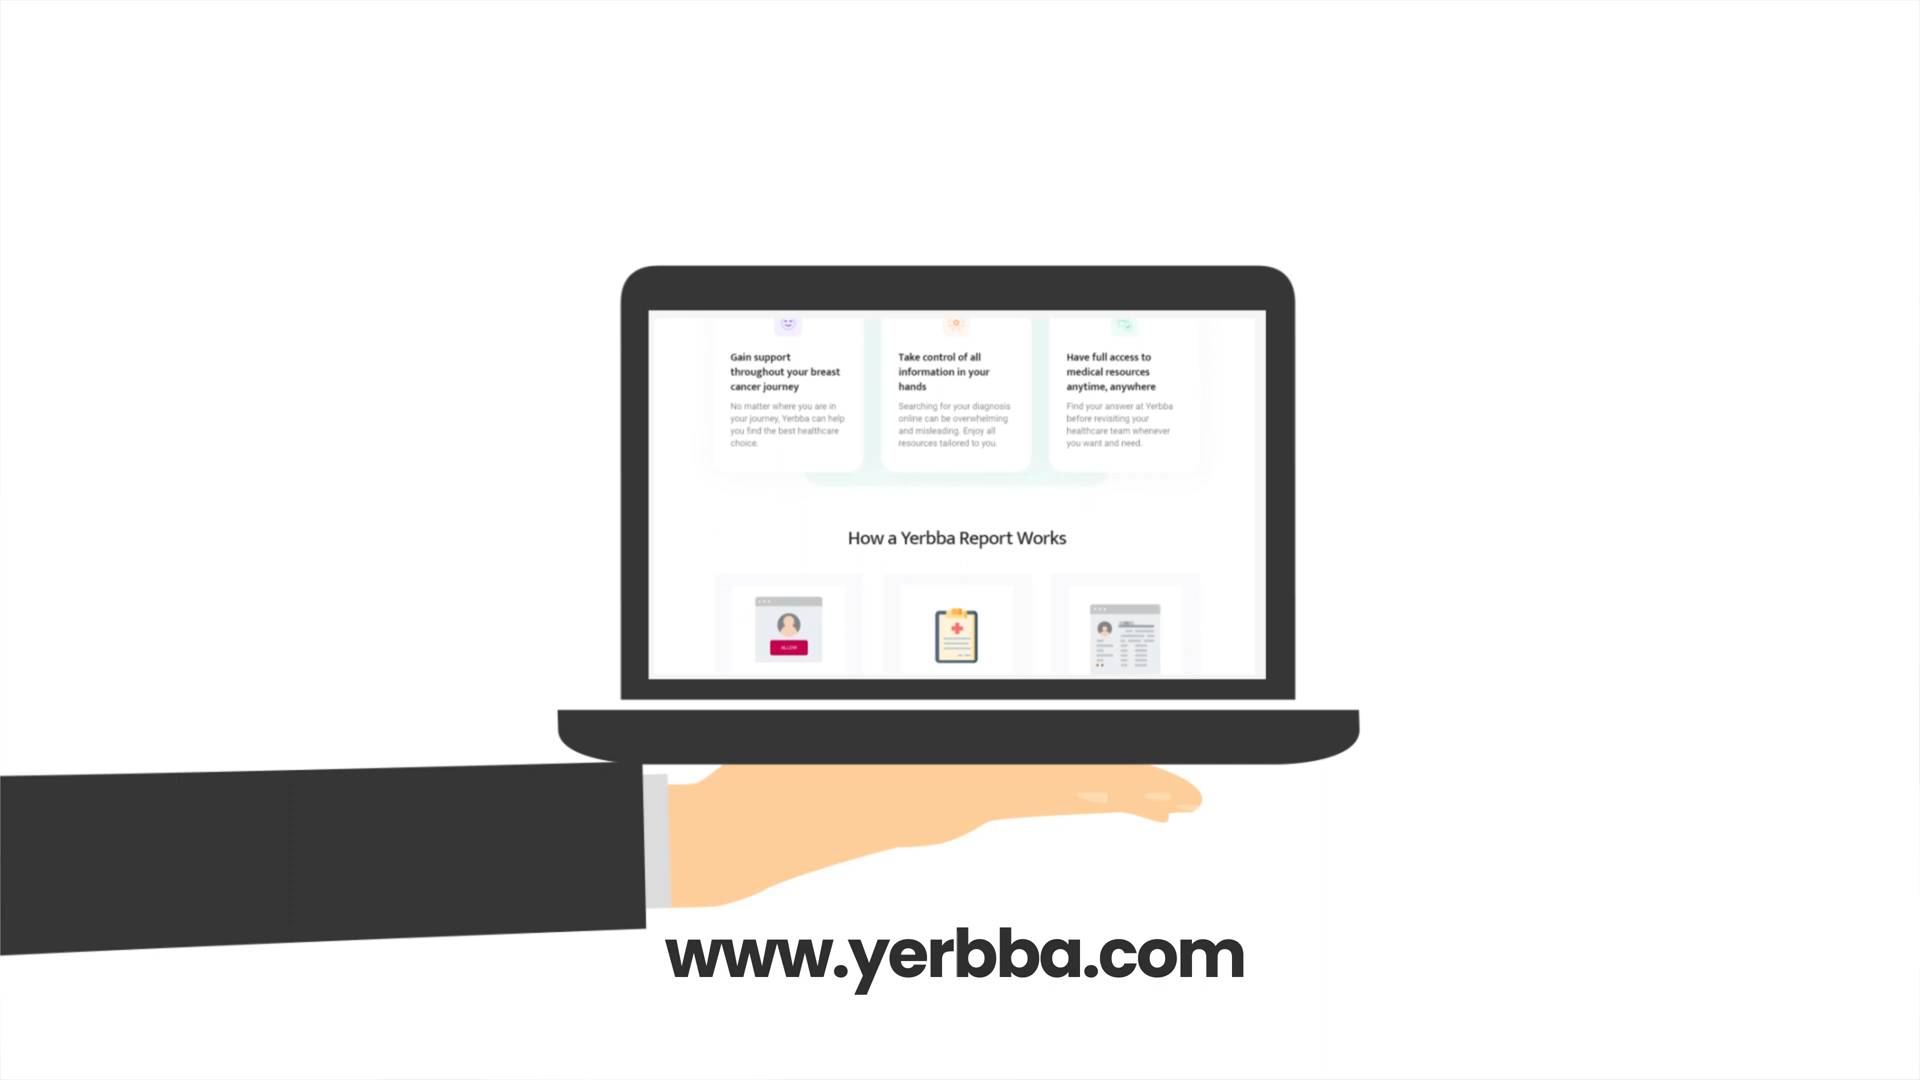 Gain support
throughout your breast
cancer journey
No matter where you are in
your journey, Yerbba can help
you find the best healthcare
choice.
Take control of all
information in your
hands
Searching for your diagnosis
online can be overwhelming
and misleading. Enjoy all
resources tailored to you.
Have full access to
medical resources
anytime, anywhere
Find your answer at Yerbba
before revisiting your
healthcare team whenever
you want and need.
How a Yerbba Report Works
ALLOW
www.yerbba.com